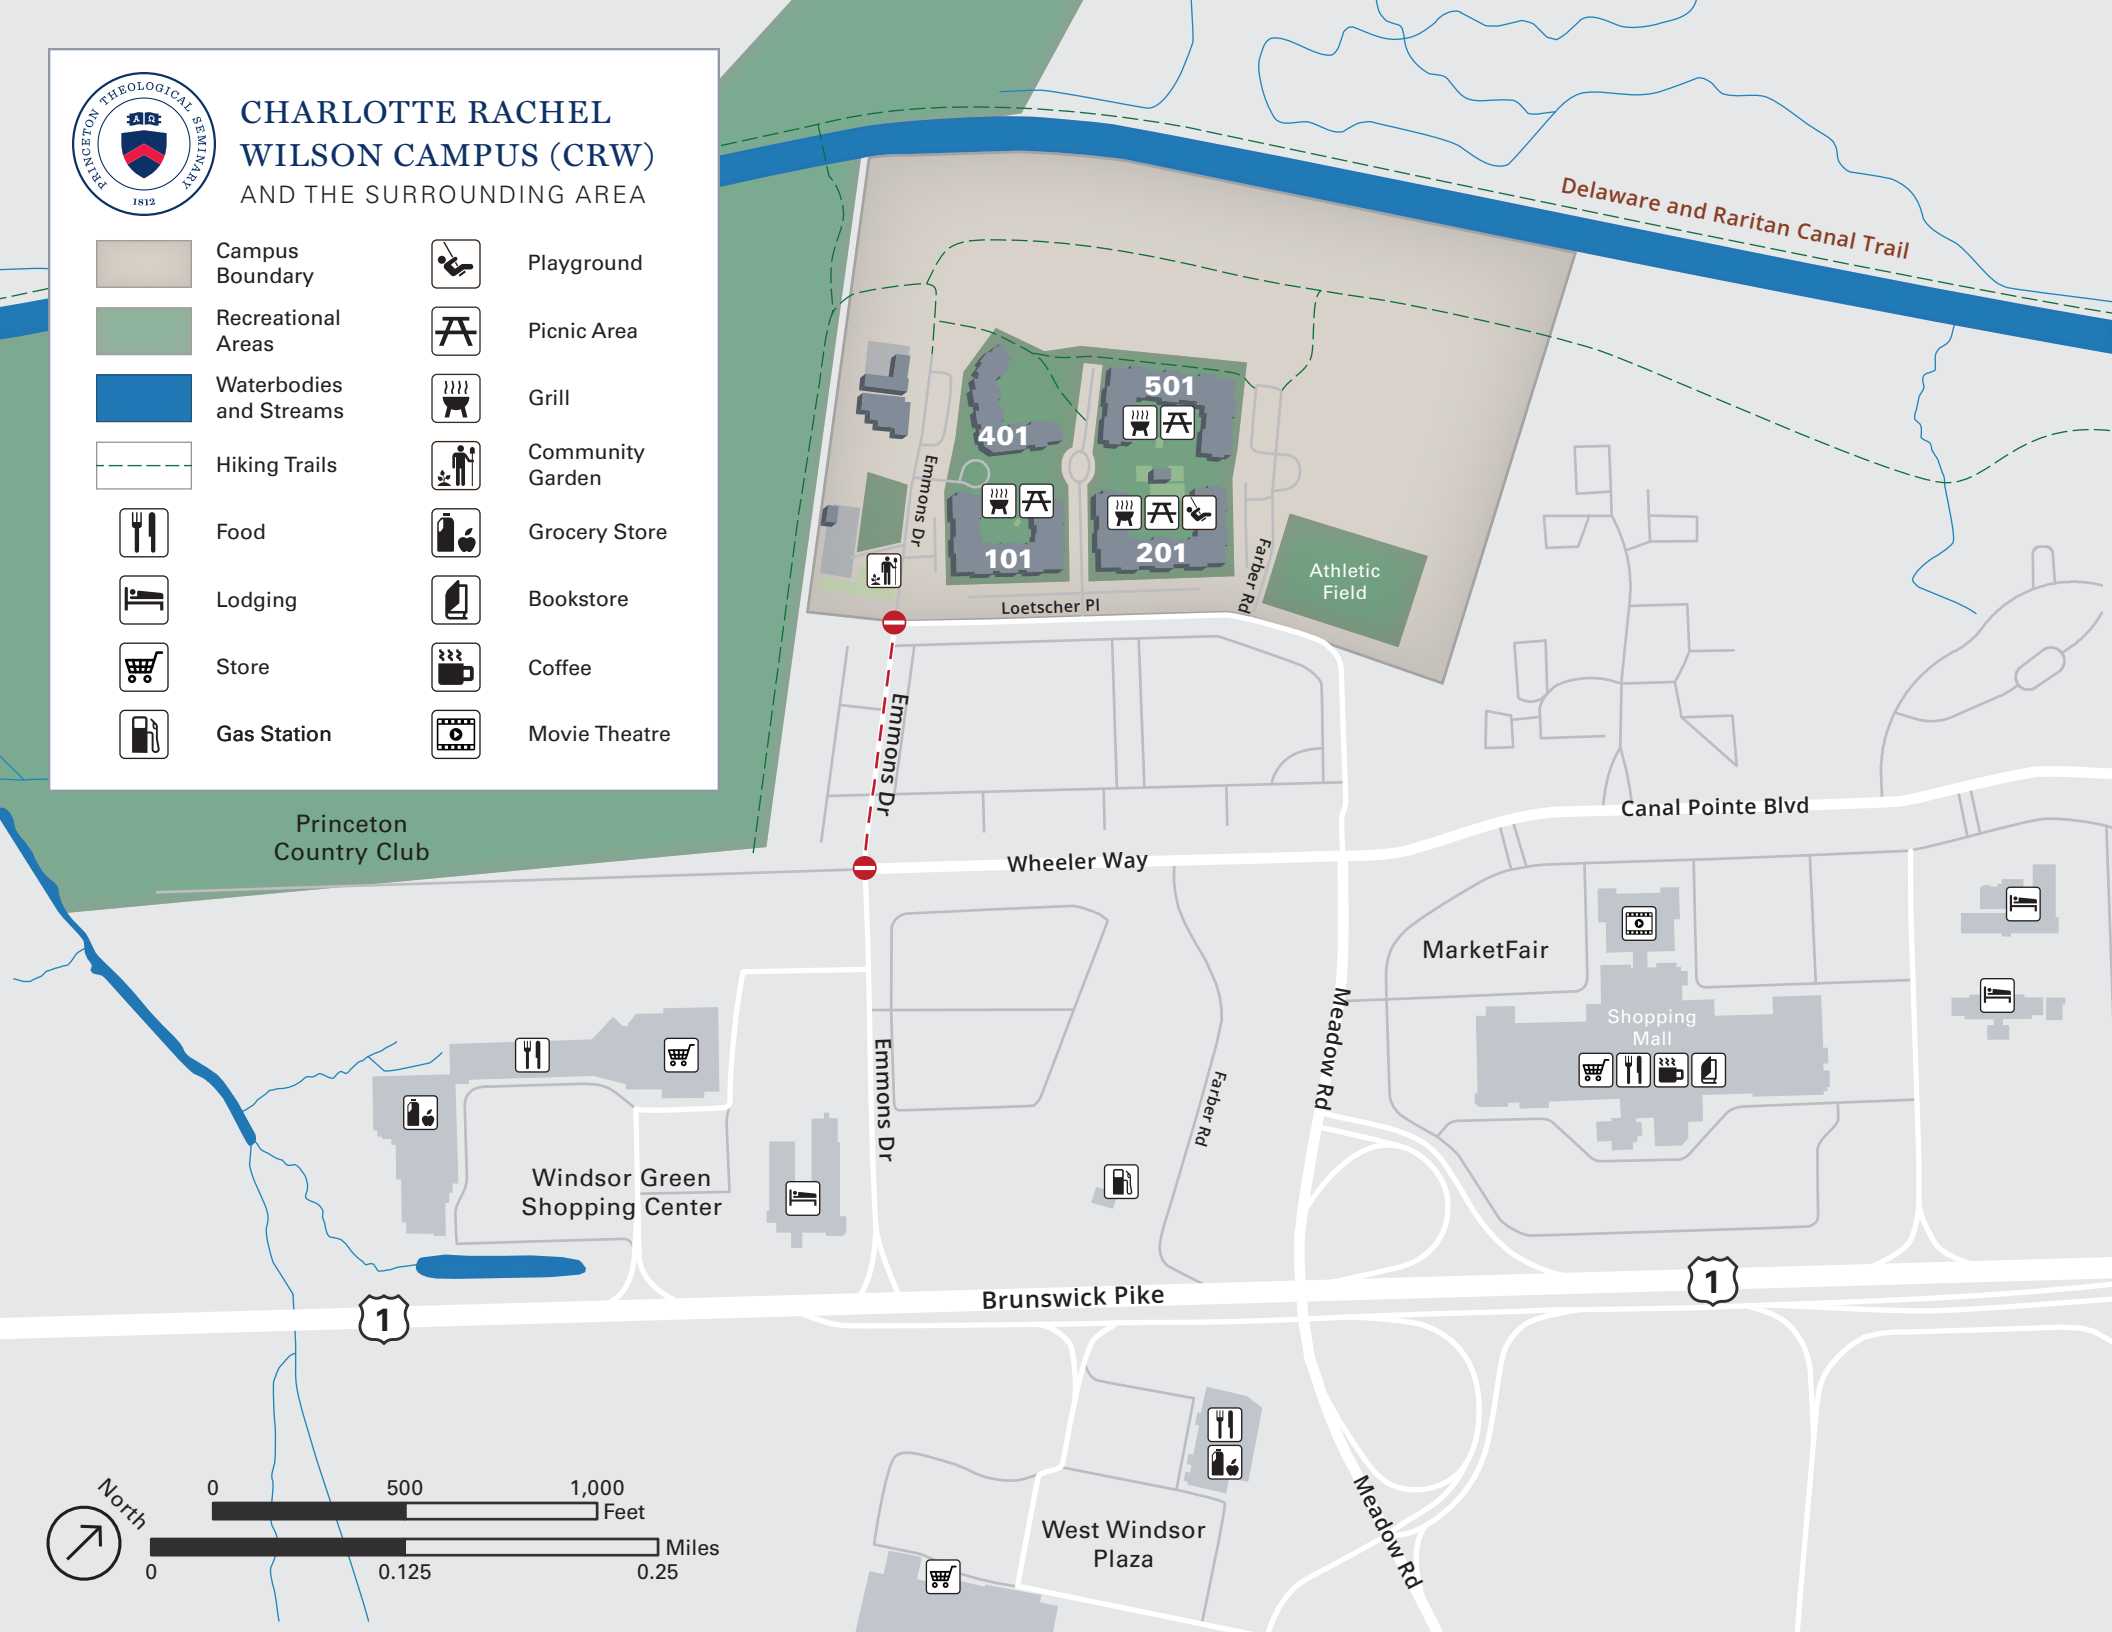 PRINCETON THEOLOGICAL SEMINARY
Α Ω
1812
CHARLOTTE RACHEL
WILSON CAMPUS (CRW)
AND THE SURROUNDING AREA
Campus
Boundary
Recreational
Areas
Waterbodies
and Streams
Hiking Trails
Food
Lodging
Store
Gas Station
Playground
Picnic Area
Grill
Community
Garden
Grocery Store
Bookstore
Coffee
Movie Theatre
Delaware and Raritan Canal Trail
501
401
101
201
Emmons Dr
Farber Rd
Loetscher Pl
Athletic
Field
Emmons Dr
Princeton
Country Club
Wheeler Way
Canal Pointe Blvd
MarketFair
Shopping
Mall
Meadow Rd
Emmons Dr
Farber Rd
Windsor Green
Shopping Center
Brunswick Pike
1
1
West Windsor
Plaza
Meadow Rd
North
0 500 1,000
Feet
Miles
0 0.125 0.25